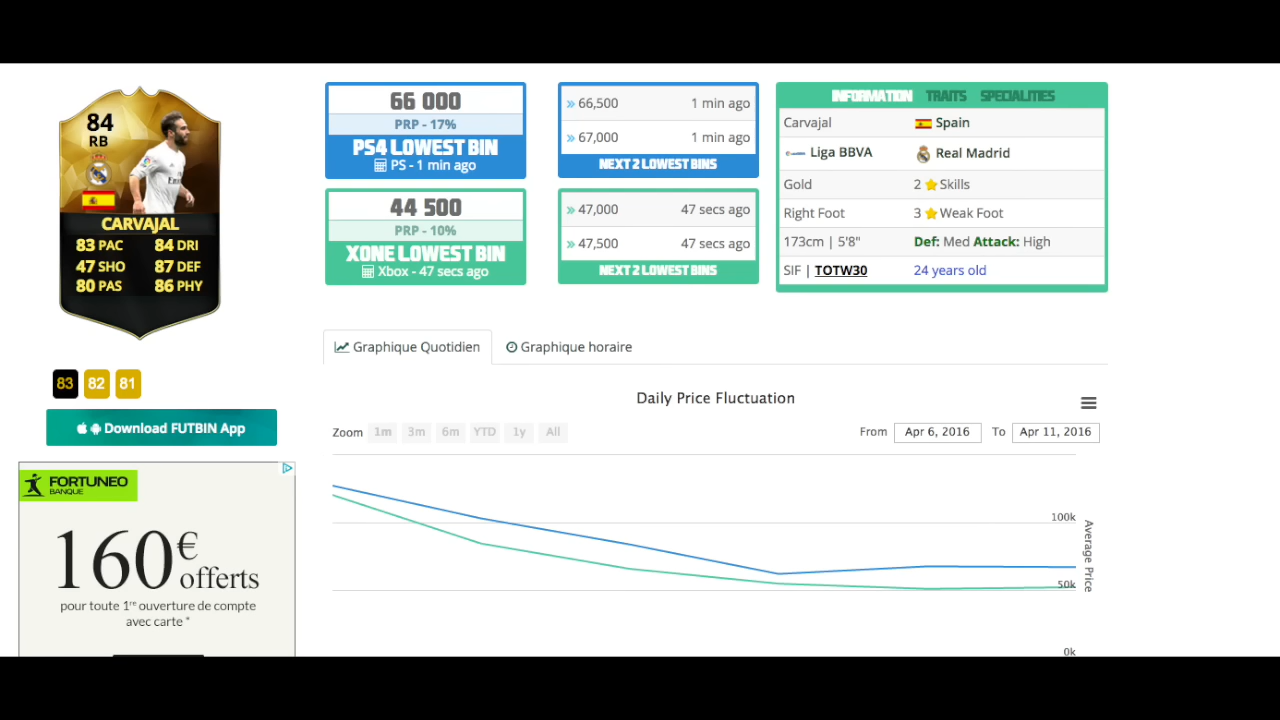 84
RB
CARVAJAL
83 PAC 84 DRI
47 SHO 87 DEF
80 PAS 86 PHY
83 82 81
Download FUTBIN App
FORTUNEO
BANQUE
160€
offerts
pour toute 1re ouverture de compte
avec carte *
66 000
PRP - 17%
PS4 LOWEST BIN
PS - 1 min ago
44 500
PRP - 10%
XONE LOWEST BIN
Xbox - 47 secs ago
66,500 1 min ago
67,000 1 min ago
NEXT 2 LOWEST BINS
47,000 47 secs ago
47,500 47 secs ago
NEXT 2 LOWEST BINS
INFORMATION TRAITS SPECIALITIES
Carvajal Spain
Liga BBVA Real Madrid
Gold 2 Skills
Right Foot 3 Weak Foot
173cm | 5'8" Def: Med Attack: High
SIF | TOTW30 24 years old
Graphique Quotidien Graphique horaire
Daily Price Fluctuation
Zoom 1m 3m 6m YTD 1y All From Apr 6, 2016 To Apr 11, 2016
100k
50k
0k
Average Price